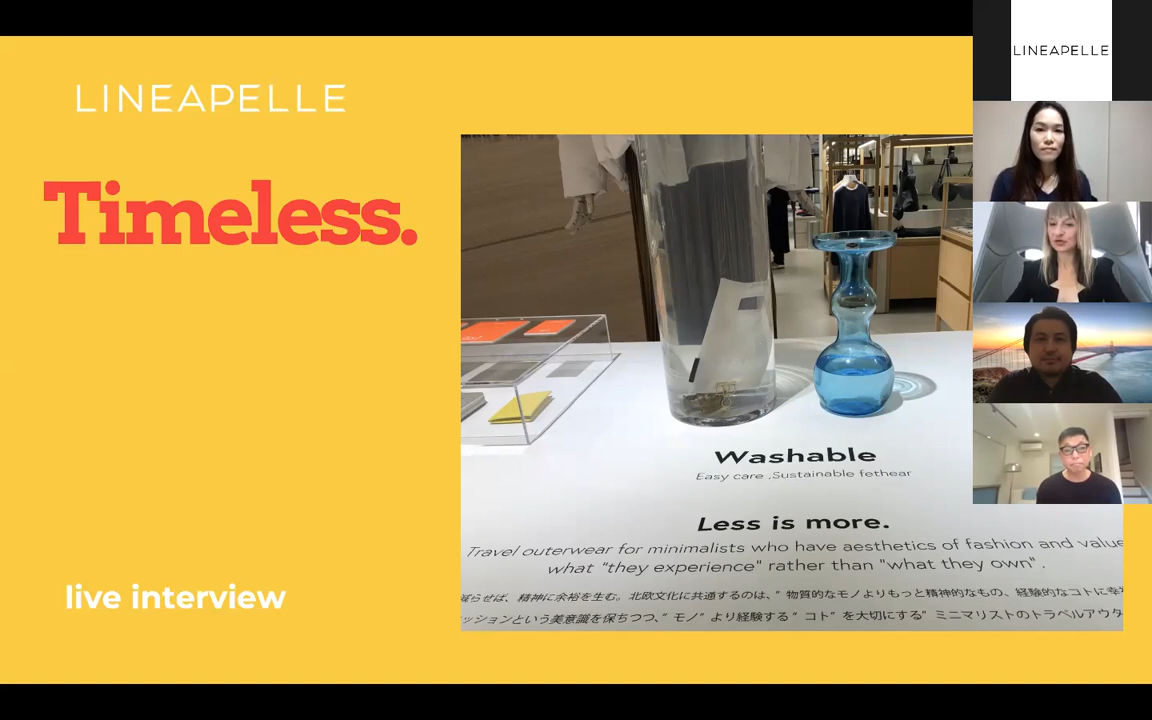 LINEAPELLE
LINEAPELLE
Timeless.
Washable
Easy care ,Sustainable fethear
Less is more.
Travel outerwear for minimalists who have aesthetics of fashion and value
what "they experience" rather than "what they own" .
減らせば、精神に余裕を生む。北欧文化に共通するのは、" 物質的なモノよりもっと精神的なもの、経験的なコトに幸
ッションという美意識を保ちつつ、“ モノ” より経験する “ コト” を大切にする” ミニマリストのトラベルアウタ
live interview